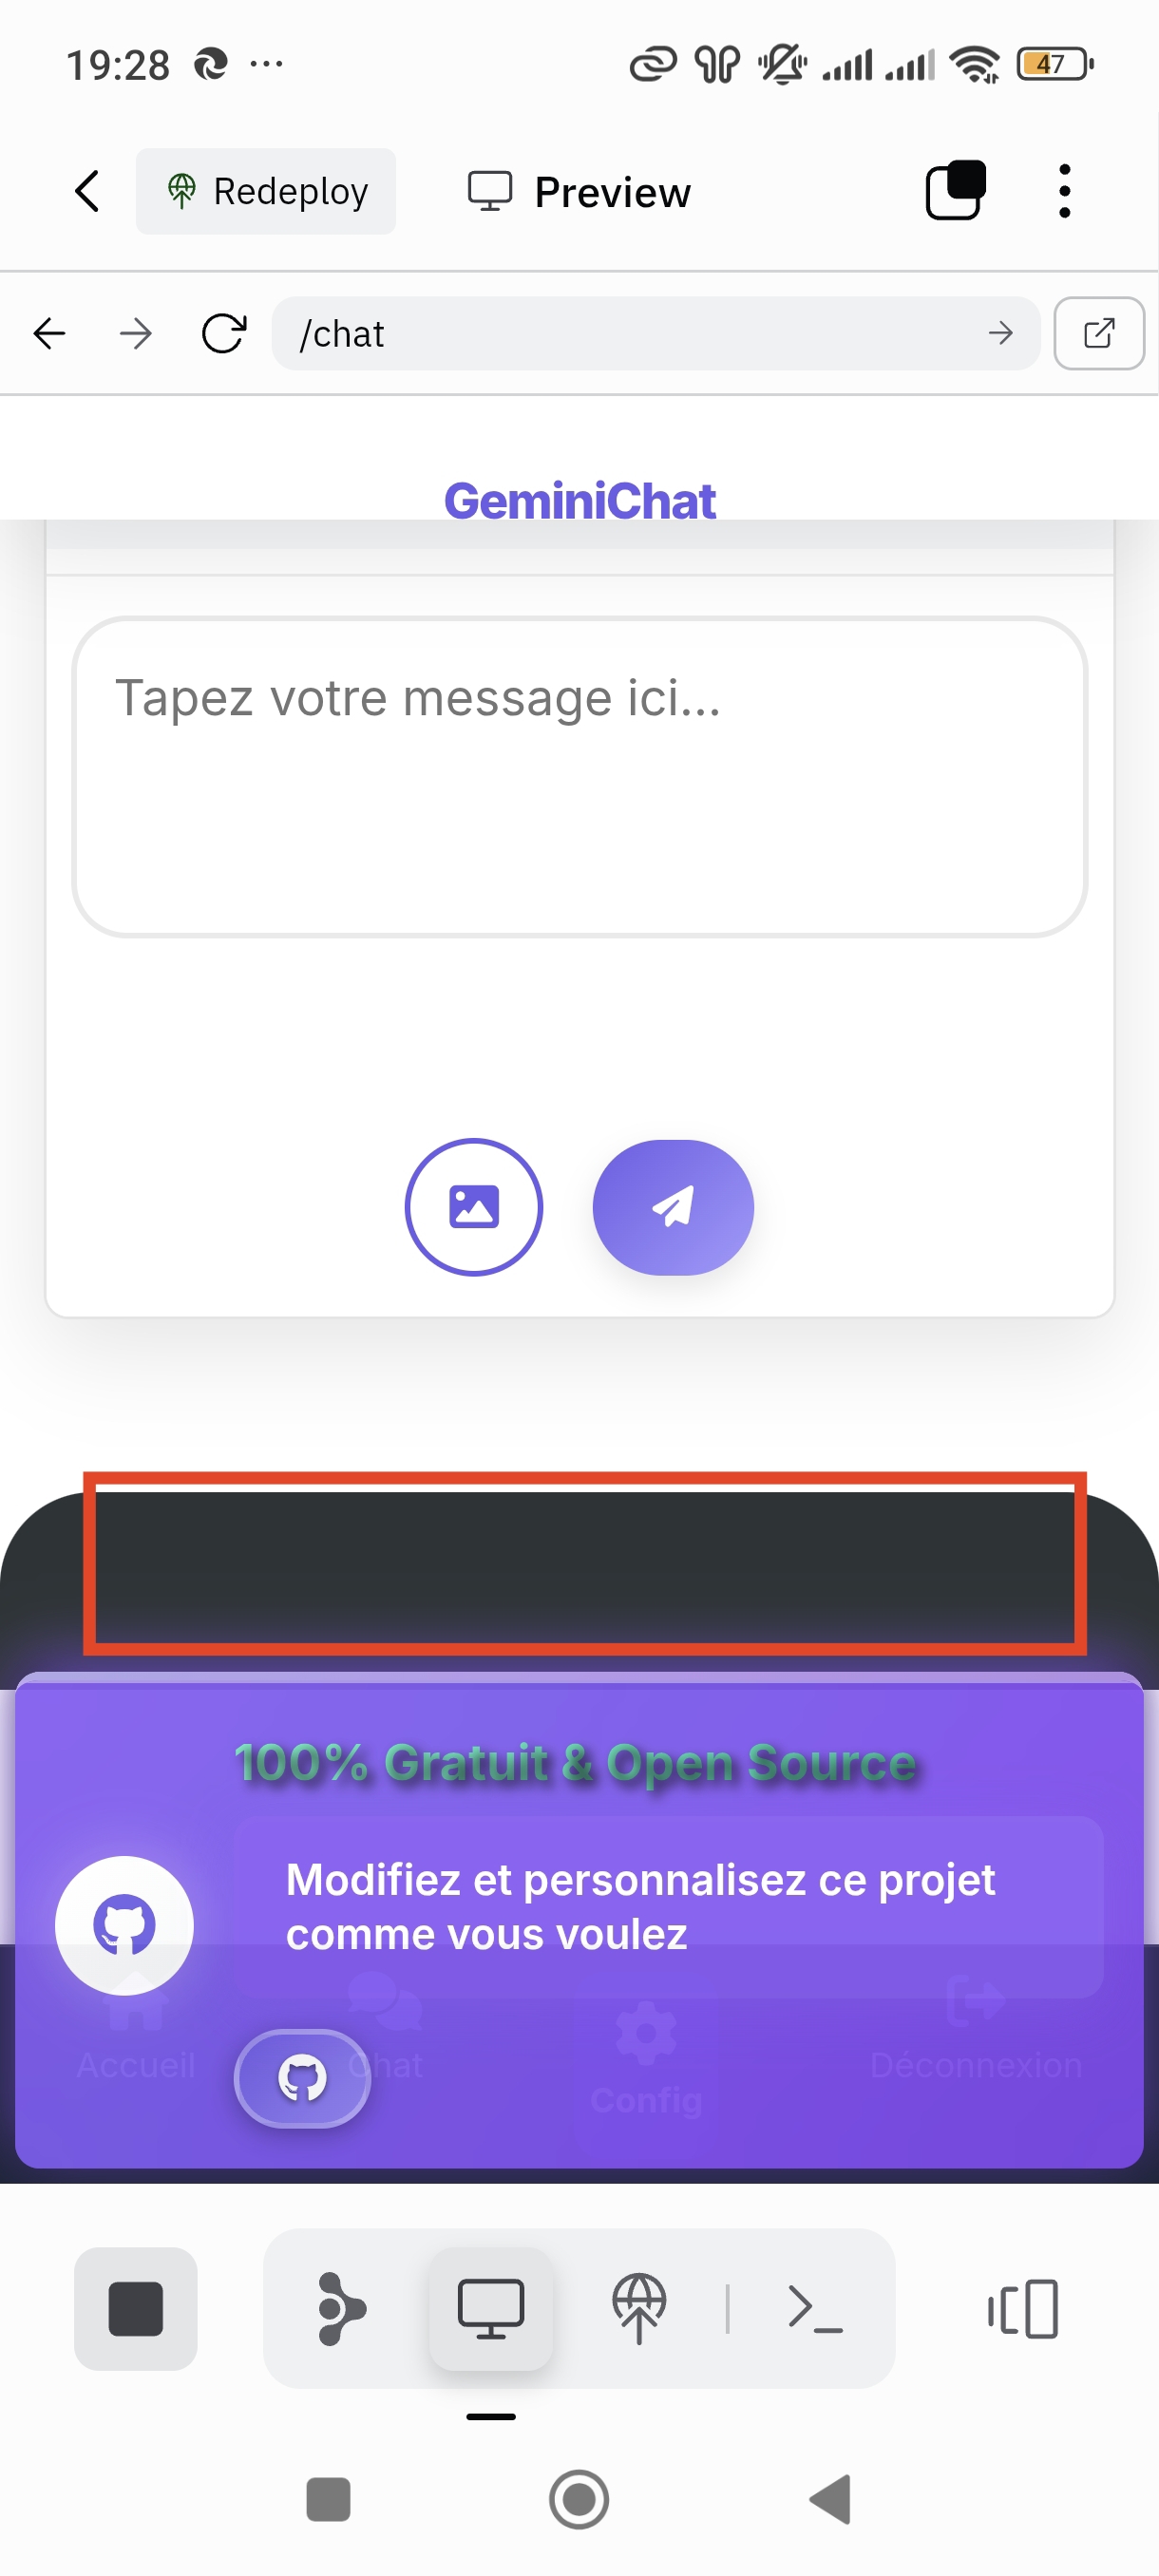 19:28
47
Redeploy
Preview
/chat
GeminiChat
Tapez votre message ici...
100% Gratuit & Open Source
Modifiez et personnalisez ce projet
comme vous voulez
Accueil
Chat
Config
Déconnexion